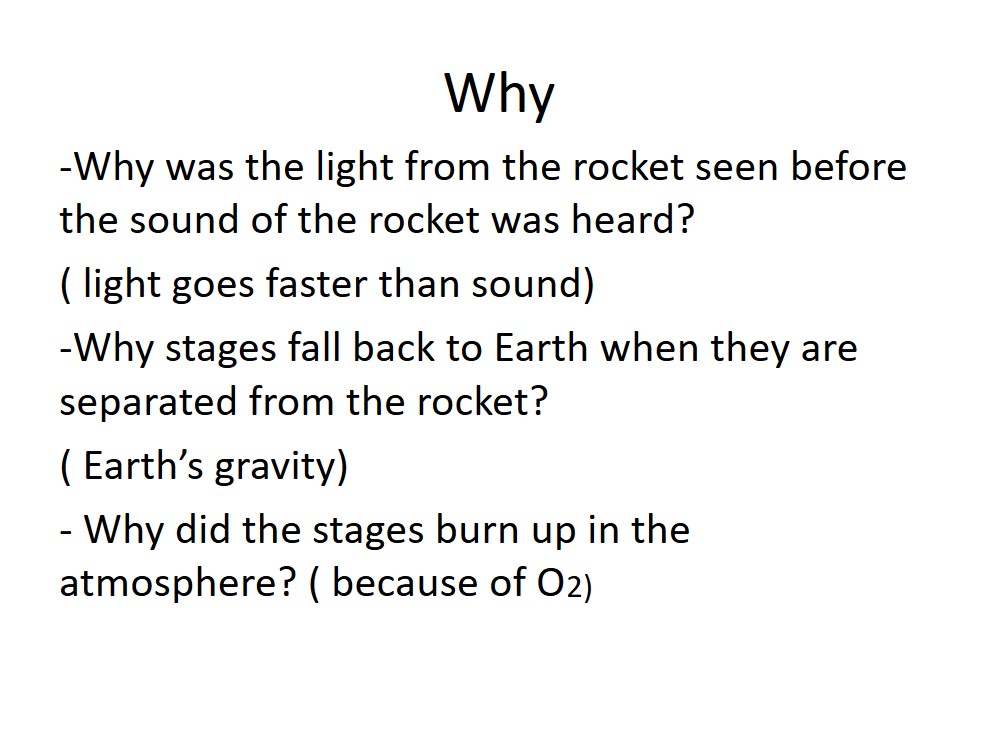 Why
-Why was the light from the rocket seen before
the sound of the rocket was heard?
( light goes faster than sound)
-Why stages fall back to Earth when they are
separated from the rocket?
( Earth’s gravity)
- Why did the stages burn up in the
atmosphere? ( because of O2)